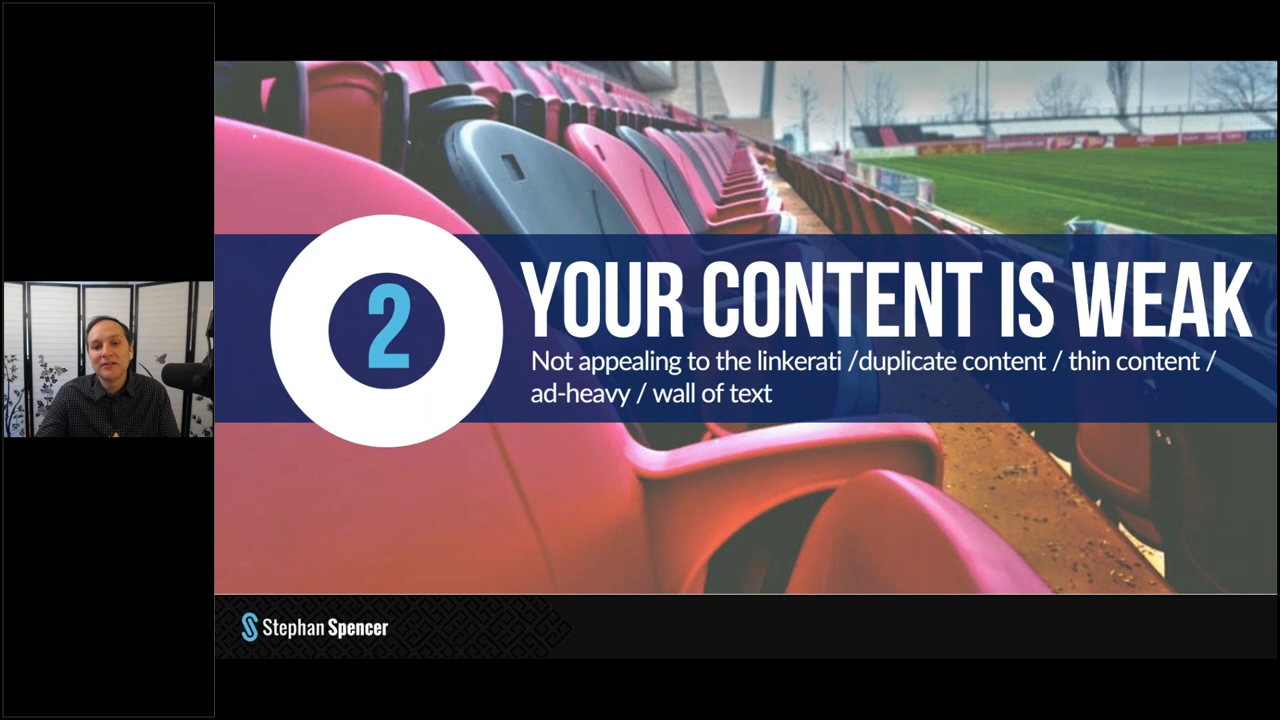 2
YOUR CONTENT IS WEAK
Not appealing to the linkerati /duplicate content / thin content /
ad-heavy / wall of text
Stephan Spencer